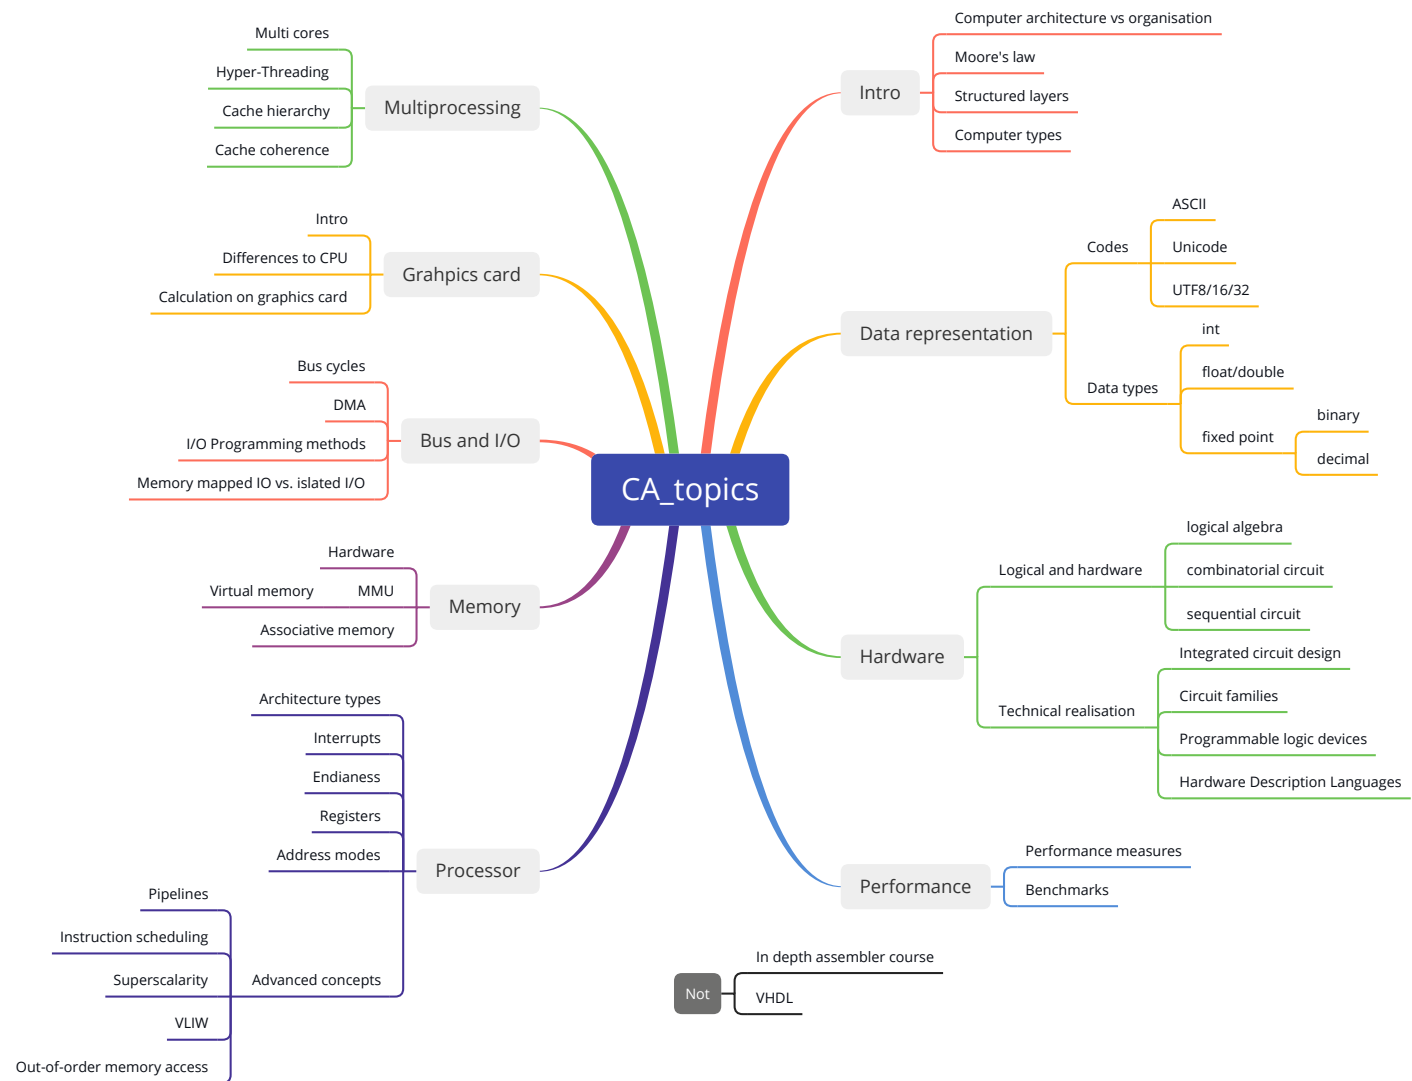 CA_topics
Intro
Computer architecture vs organisation
Moore's law
Structured layers
Computer types
Data representation
Codes
ASCII
Unicode
UTF8/16/32
Data types
int
float/double
fixed point
binary
decimal
Hardware
Logical and hardware
logical algebra
combinatorial circuit
sequential circuit
Technical realisation
Integrated circuit design
Circuit families
Programmable logic devices
Hardware Description Languages
Performance
Performance measures
Benchmarks
Multiprocessing
Multi cores
Hyper-Threading
Cache hierarchy
Cache coherence
Grahpics card
Intro
Differences to CPU
Calculation on graphics card
Bus and I/O
Bus cycles
DMA
I/O Programming methods
Memory mapped IO vs. islated I/O
Memory
Hardware
MMU
Virtual memory
Associative memory
Processor
Architecture types
Interrupts
Endianess
Registers
Address modes
Advanced concepts
Pipelines
Instruction scheduling
Superscalarity
VLIW
Out-of-order memory access
Not
In depth assembler course
VHDL